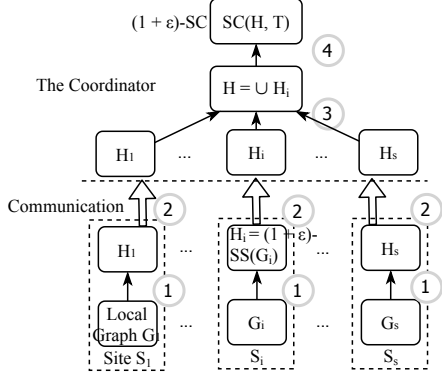 (1 + ε)-SC SC(H, T)
4
The Coordinator H = ∪ Hi
3
H1 ... Hi ... Hs
Communication 2 2 2
H1 ... Hi = (1 + ε)- ... Hs
SS(Gi)
1 1 1
Local
Graph G1 ... Gi ... Gs
Site S1 Si Ss